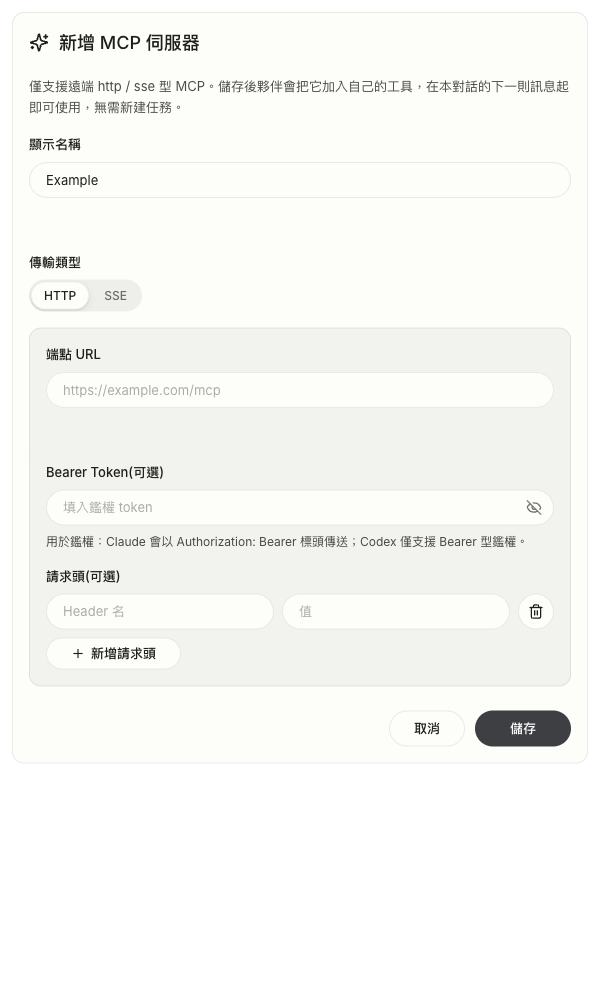 新增 MCP 伺服器
僅支援遠端 http / sse 型 MCP。儲存後夥伴會把它加入自己的工具，在本對話的下一則訊息起
即可使用，無需新建任務。
顯示名稱
Example
傳輸類型
HTTP SSE
端點 URL
https://example.com/mcp
Bearer Token(可選)
填入鑑權 token
用於鑑權：Claude 會以 Authorization: Bearer 標頭傳送；Codex 僅支援 Bearer 型鑑權。
請求頭(可選)
Header 名 值
新增請求頭
取消 儲存